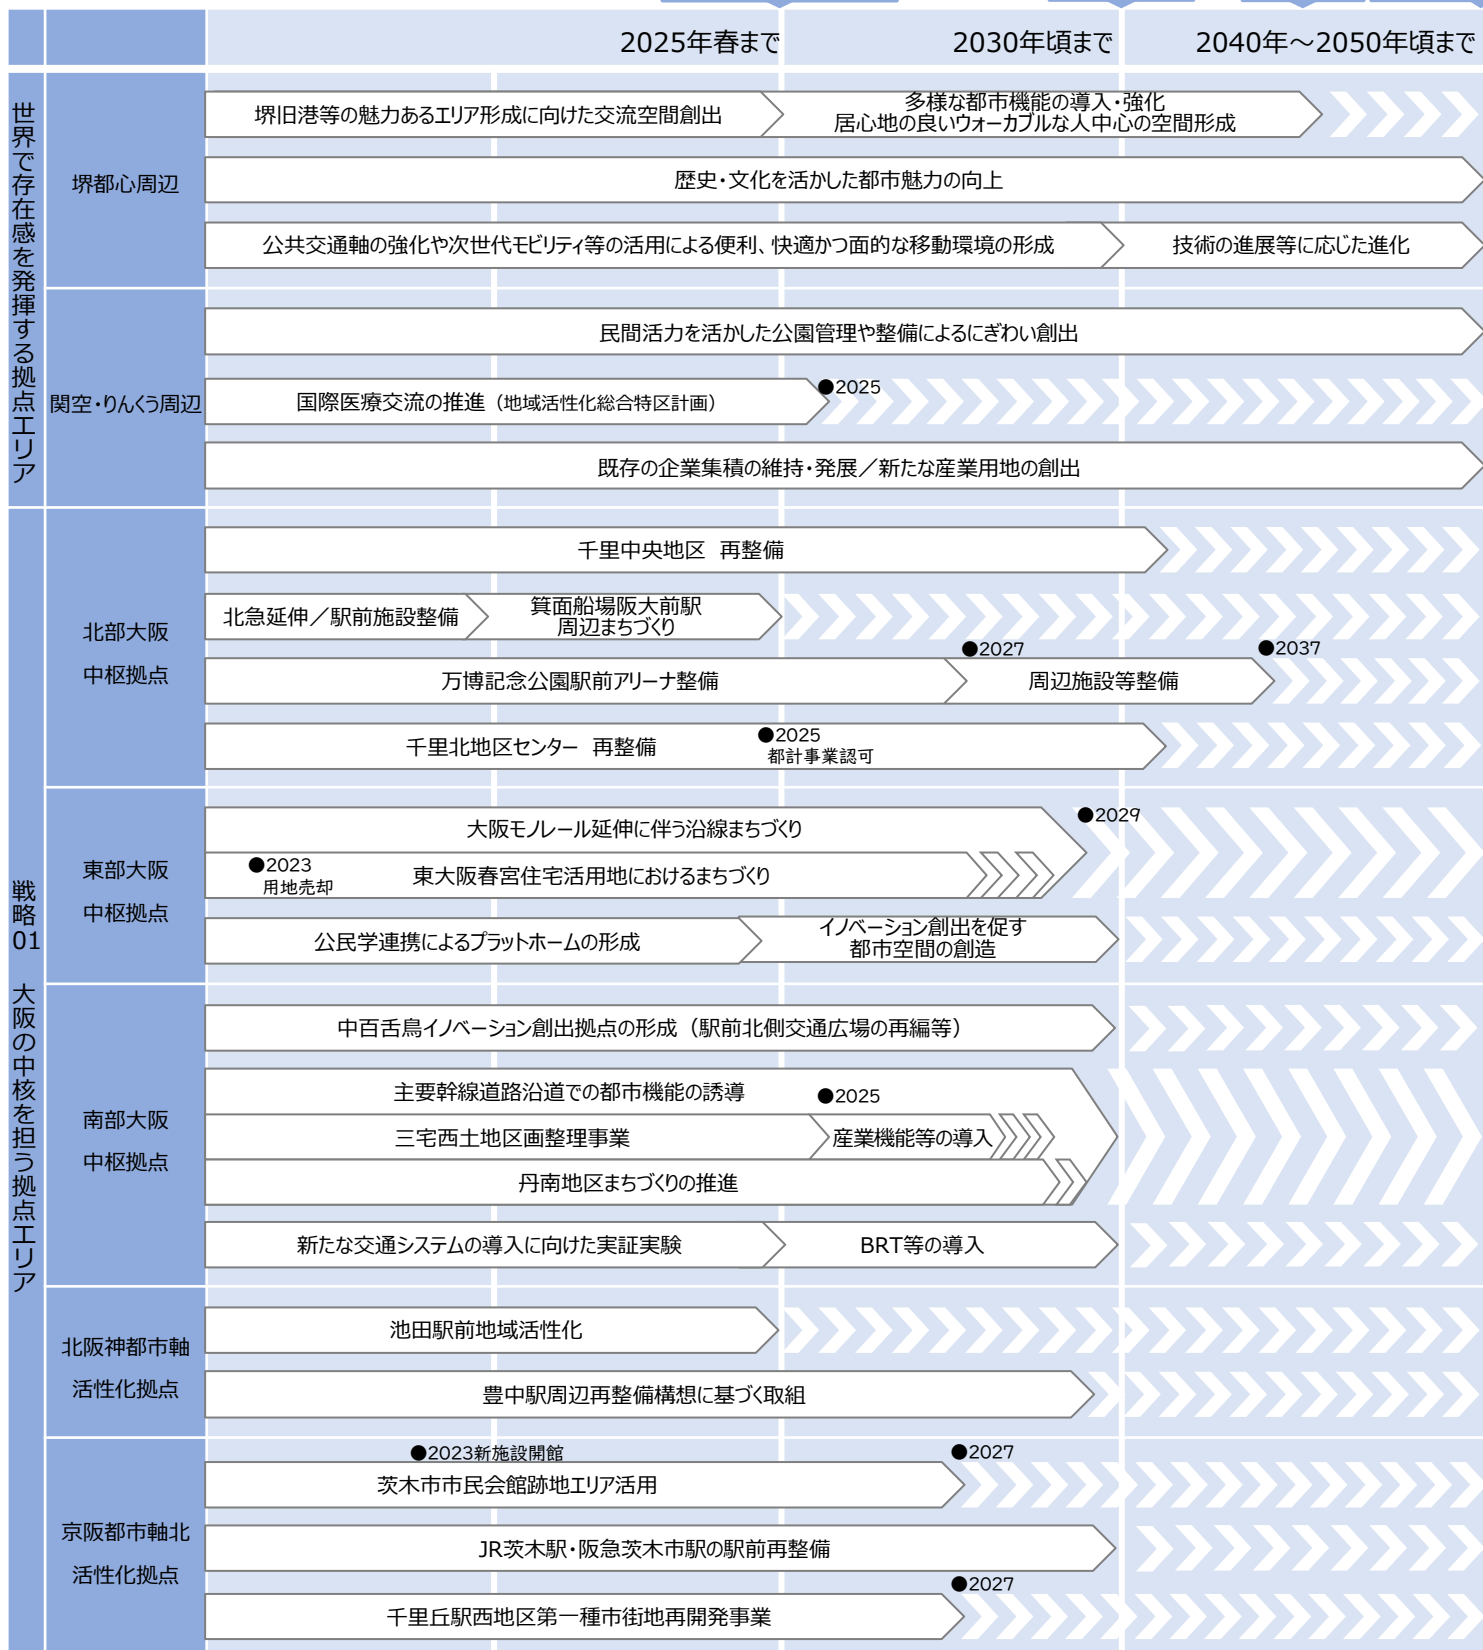 2025年春まで
2030年頃まで
2040年～2050年頃まで
世界で存在感を発揮する拠点エリア
堺都心周辺
堺旧港等の魅力あるエリア形成に向けた交流空間創出
多様な都市機能の導入・強化
居心地の良いウォーカブルな人中心の空間形成
歴史・文化を活かした都市魅力の向上
公共交通軸の強化や次世代モビリティ等の活用による便利、快適かつ面的な移動環境の形成
技術の進展等に応じた進化
関空・りんくう周辺
民間活力を活かした公園管理や整備によるにぎわい創出
国際医療交流の推進（地域活性化総合特区計画）
●2025
既存の企業集積の維持・発展／新たな産業用地の創出
戦略01 大阪の中核を担う拠点エリア
北部大阪
中枢拠点
千里中央地区 再整備
北急延伸／駅前施設整備
箕面船場阪大前駅
周辺まちづくり
●2027
●2037
万博記念公園駅前アリーナ整備
周辺施設等整備
千里北地区センター 再整備
●2025
都計事業認可
東部大阪
中枢拠点
大阪モノレール延伸に伴う沿線まちづくり
●2029
●2023
用地売却
東大阪春宮住宅活用地におけるまちづくり
公民学連携によるプラットホームの形成
イノベーション創出を促す
都市空間の創造
南部大阪
中枢拠点
中百舌鳥イノベーション創出拠点の形成（駅前北側交通広場の再編等）
主要幹線道路沿道での都市機能の誘導
●2025
三宅西土地区画整理事業
産業機能等の導入
丹南地区まちづくりの推進
新たな交通システムの導入に向けた実証実験
BRT等の導入
北阪神都市軸
活性化拠点
池田駅前地域活性化
豊中駅周辺再整備構想に基づく取組
京阪都市軸北
活性化拠点
●2023新施設開館
●2027
茨木市市民会館跡地エリア活用
JR茨木駅・阪急茨木市駅の駅前再整備
●2027
千里丘駅西地区第一種市街地再開発事業